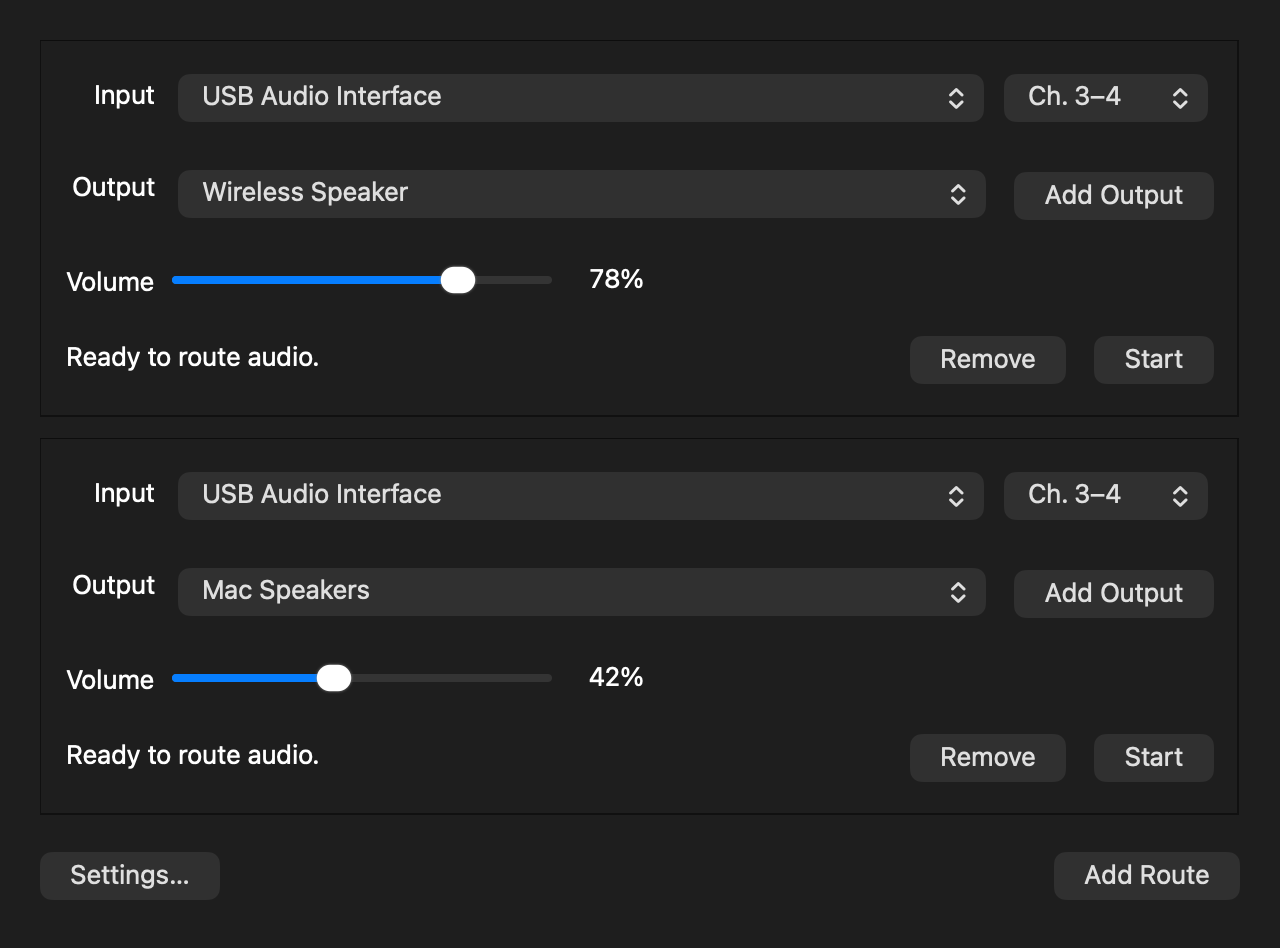 Input USB Audio Interface Ch. 3–4
Output Wireless Speaker Add Output
Volume 78%
Ready to route audio. Remove Start
Input USB Audio Interface Ch. 3–4
Output Mac Speakers Add Output
Volume 42%
Ready to route audio. Remove Start
Settings... Add Route